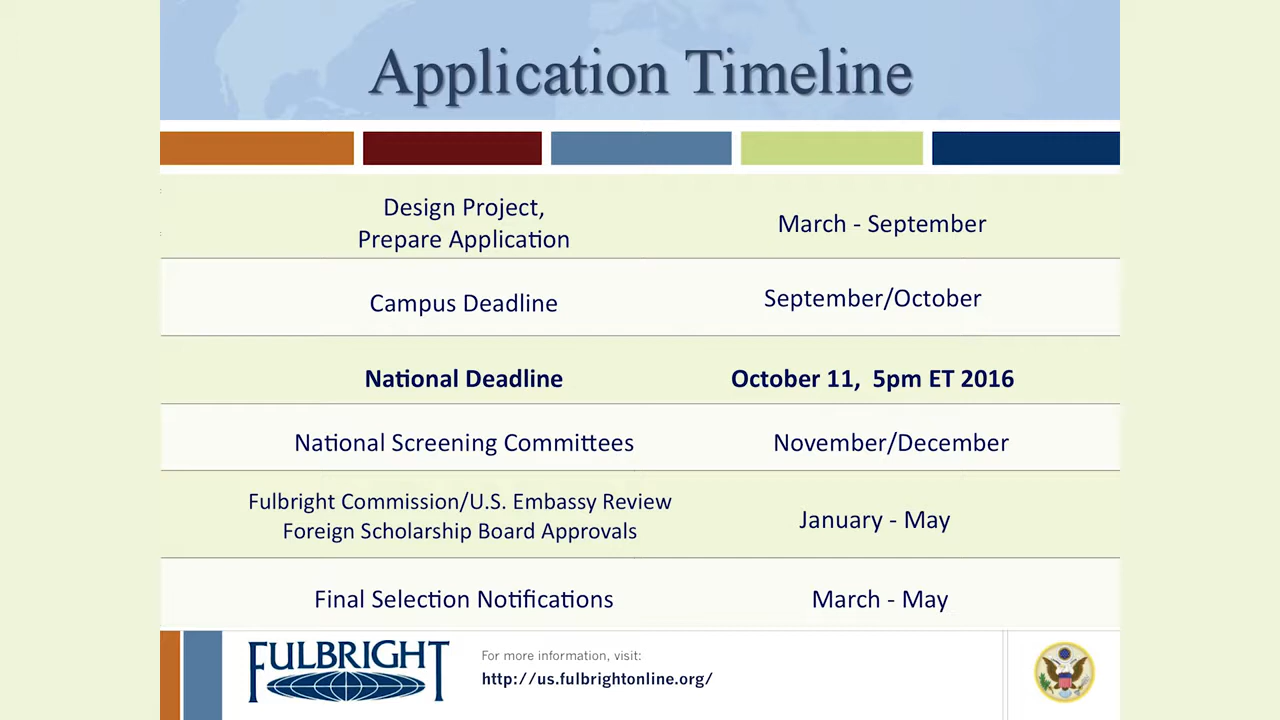 Application Timeline
Design Project,
Prepare Application
March - September
Campus Deadline
September/October
National Deadline
October 11, 5pm ET 2016
National Screening Committees
November/December
Fulbright Commission/U.S. Embassy Review
Foreign Scholarship Board Approvals
January - May
Final Selection Notifications
March - May
FULBRIGHT
For more information, visit:
http://us.fulbrightonline.org/